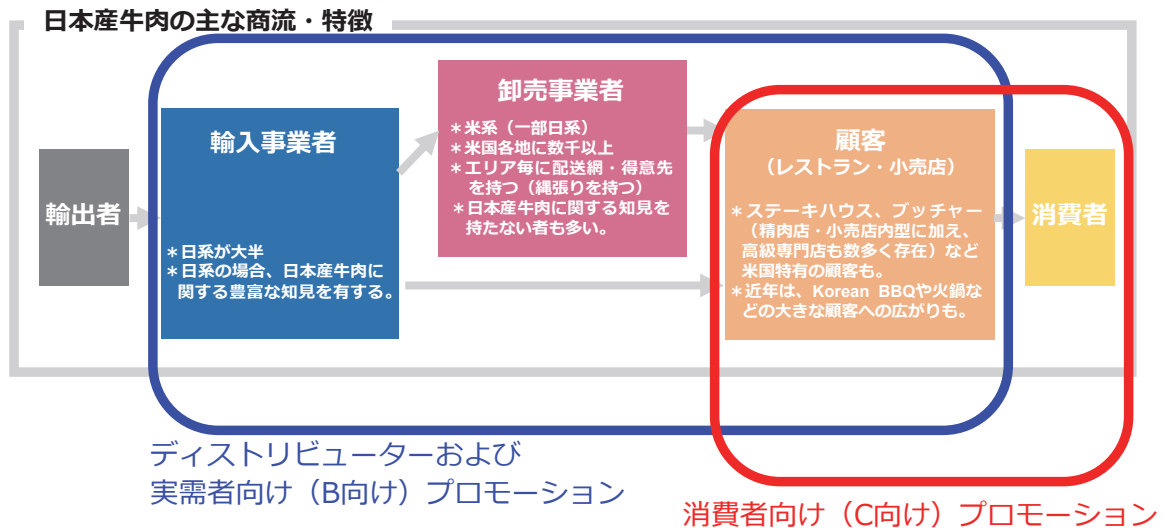 日本産牛肉の主な商流・特徴
輸出者
輸入事業者
＊日系が大半
＊日系の場合、日本産牛肉に
関する豊富な知見を有する。
卸売事業者
＊米系（一部日系）
＊米国各地に数千以上
＊エリア毎に配送網・得意先
を持つ（縄張りを持つ）
＊日本産牛肉に関する知見を
持たない者も多い。
顧客
（レストラン・小売店）
＊ステーキハウス、ブッチャー
（精肉店・小売店内型に加え、
高級専門店も数多く存在）など
米国特有の顧客も。
＊近年は、Korean BBQや火鍋な
どの大きな顧客への広がりも。
消費者
ディストリビューターおよび
実需者向け（B向け）プロモーション
消費者向け（C向け）プロモーション